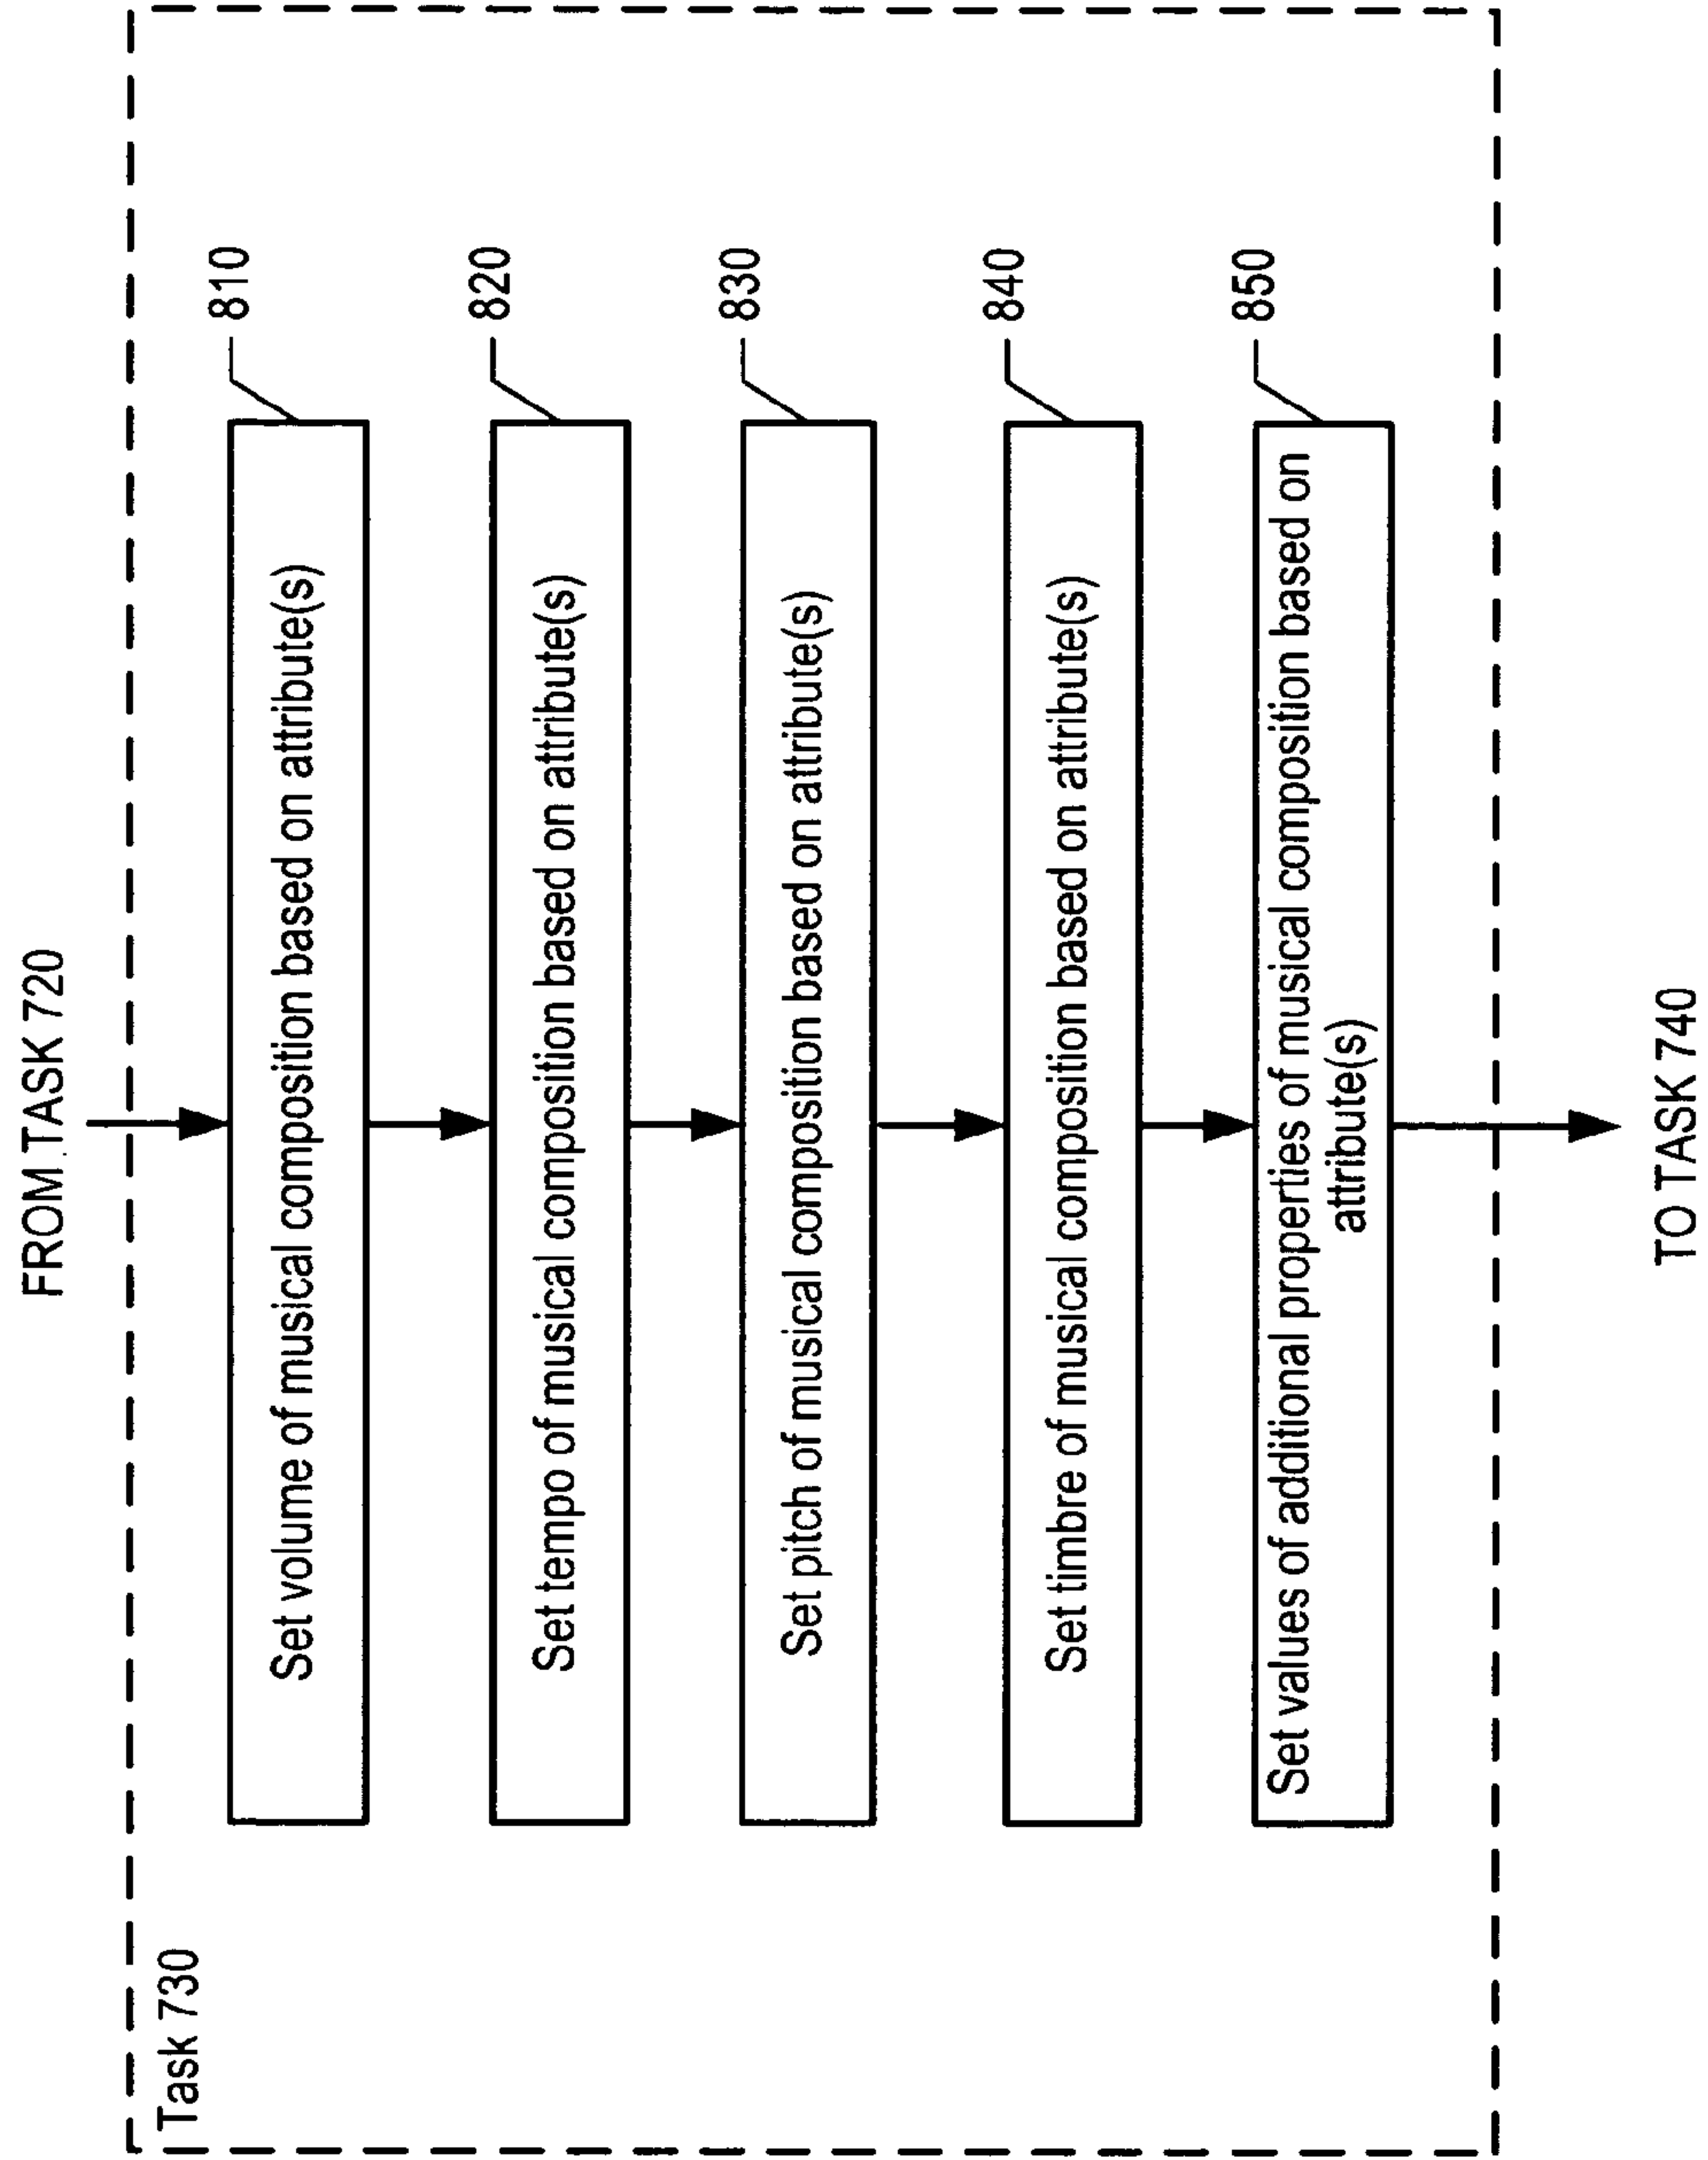 FROM TASK 720
Task 730
Set volume of musical composition based on attribute(s)
810
Set tempo of musical composition based on attribute(s)
820
Set pitch of musical composition based on attribute(s)
830
Set timbre of musical composition based on attribute(s)
840
Set values of additional properties of musical composition based on
attribute(s)
850
TO TASK 740